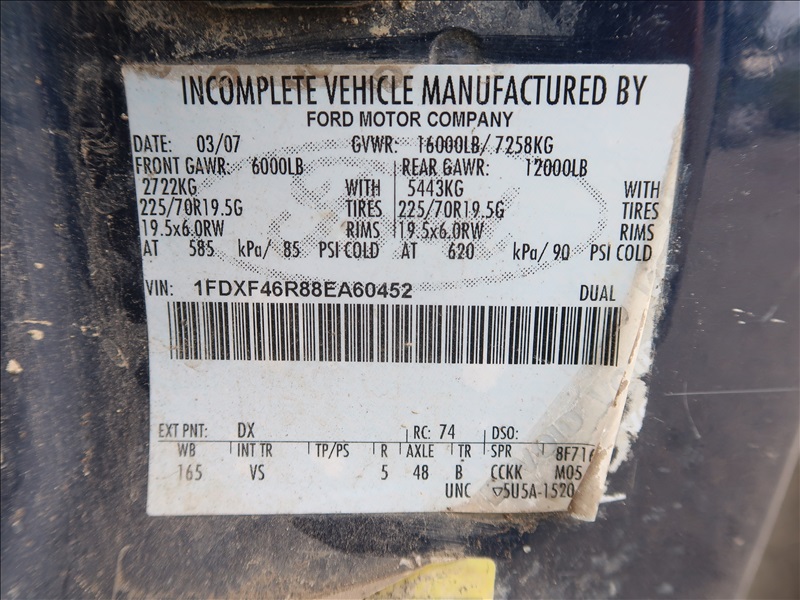 INCOMPLETE VEHICLE MANUFACTURED BY
FORD MOTOR COMPANY
DATE: 03/07 GVWR: 16000LB/ 7258KG
FRONT GAWR: 6000LB REAR GAWR: 12000LB
2722KG WITH 5443KG WITH
225/70R19.5G TIRES 225/70R19.5G TIRES
19.5x6.0RW RIMS 19.5x6.0RW RIMS
AT 585 kPa/ 85 PSI COLD AT 620 kPa/ 90 PSI COLD
VIN: 1FDXF46R88EA60452 DUAL
EXT PNT: DX RC: 74 DSO:
WB INT TR TP/PS R AXLE TR SPR 8F716
165 VS 5 48 B CCKK M05
UNC 5U5A-1520